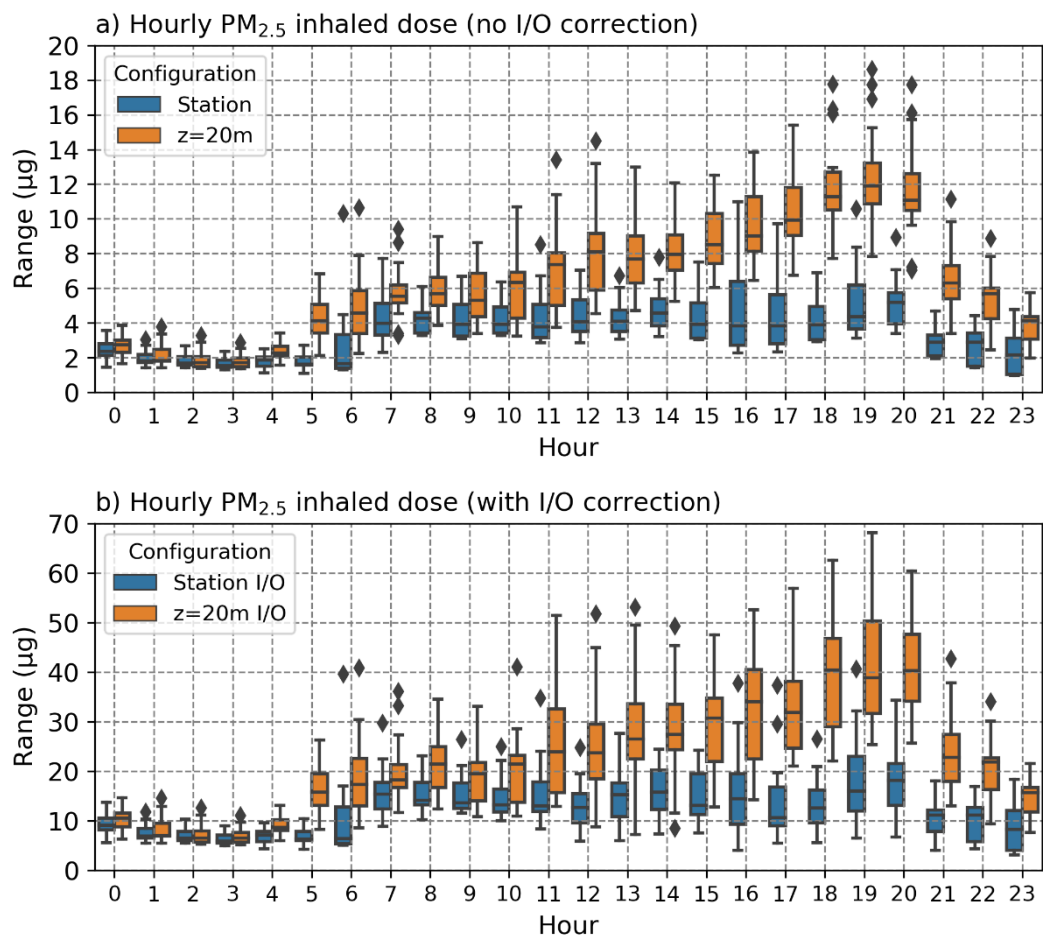 a) Hourly PM2.5 inhaled dose (no I/O correction)
20
18
16
14
12
10
8
6
4
2
0
Range (µg)
Configuration
Station
z=20m
0 1 2 3 4 5 6 7 8 9 10 11 12 13 14 15 16 17 18 19 20 21 22 23
Hour
b) Hourly PM2.5 inhaled dose (with I/O correction)
70
60
50
40
30
20
10
0
Range (µg)
Configuration
Station I/O
z=20m I/O
0 1 2 3 4 5 6 7 8 9 10 11 12 13 14 15 16 17 18 19 20 21 22 23
Hour